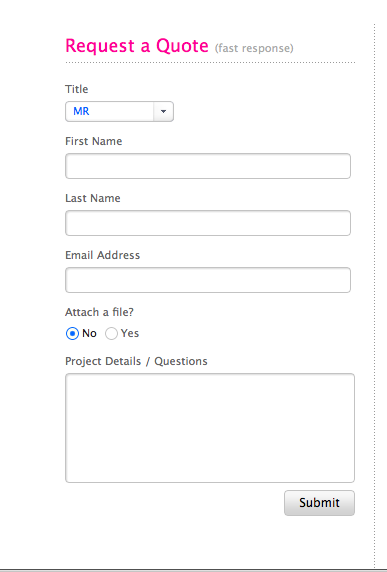 Request a Quote (fast response)
Title
MR
First Name
Last Name
Email Address
Attach a file?
No Yes
Project Details / Questions
Submit